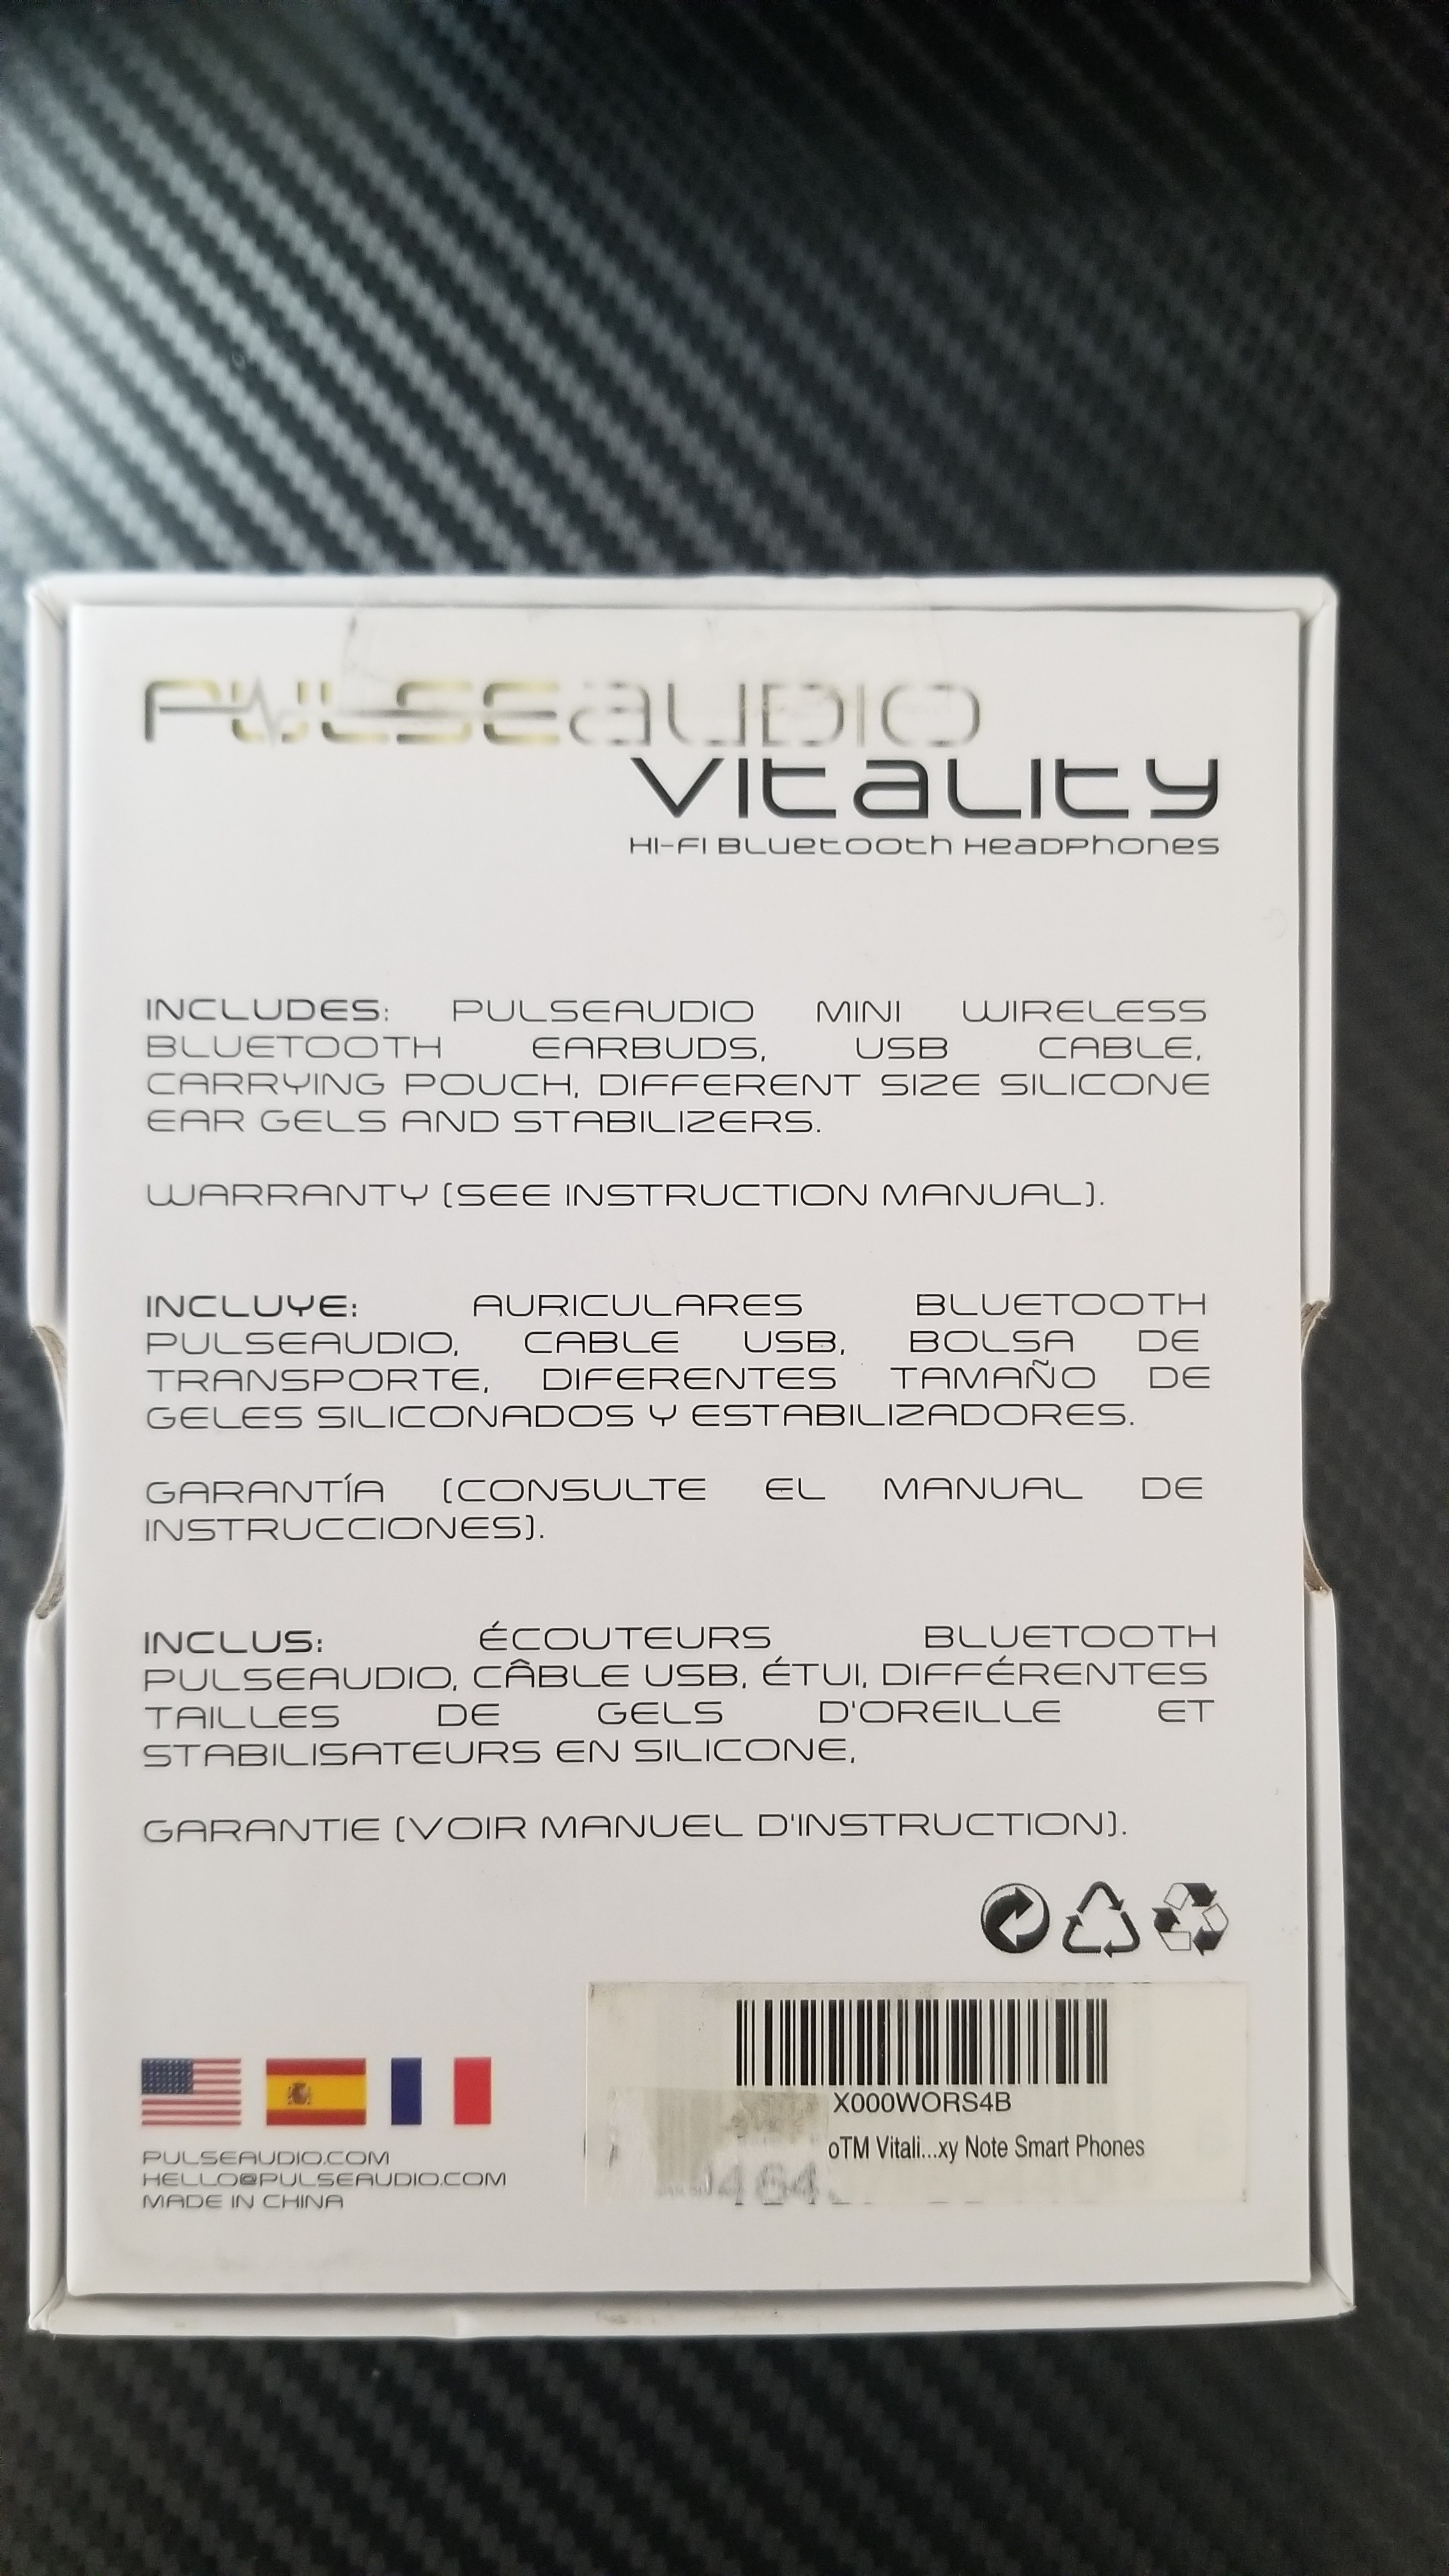 PULSEAUDIO
VITALITY
HI-FI BLUETOOTH HEADPHONES
INCLUDES: PULSEAUDIO MINI WIRELESS
BLUETOOTH EARBUDS, USB CABLE,
CARRYING POUCH, DIFFERENT SIZE SILICONE
EAR GELS AND STABILIZERS.
WARRANTY (SEE INSTRUCTION MANUAL).
INCLUYE: AURICULARES BLUETOOTH
PULSEAUDIO, CABLE USB, BOLSA DE
TRANSPORTE, DIFERENTES TAMAÑO DE
GELES SILICONADOS Y ESTABILIZADORES.
GARANTÍA (CONSULTE EL MANUAL DE
INSTRUCCIONES).
INCLUS: ÉCOUTEURS BLUETOOTH
PULSEAUDIO, CÂBLE USB, ÉTUI, DIFFÉRENTES
TAILLES DE GELS D'OREILLE ET
STABILISATEURS EN SILICONE,
GARANTIE (VOIR MANUEL D'INSTRUCTION).
X000WORS4B
oTM Vitali...xy Note Smart Phones
PULSEAUDIO.COM
HELLO@PULSEAUDIO.COM
MADE IN CHINA